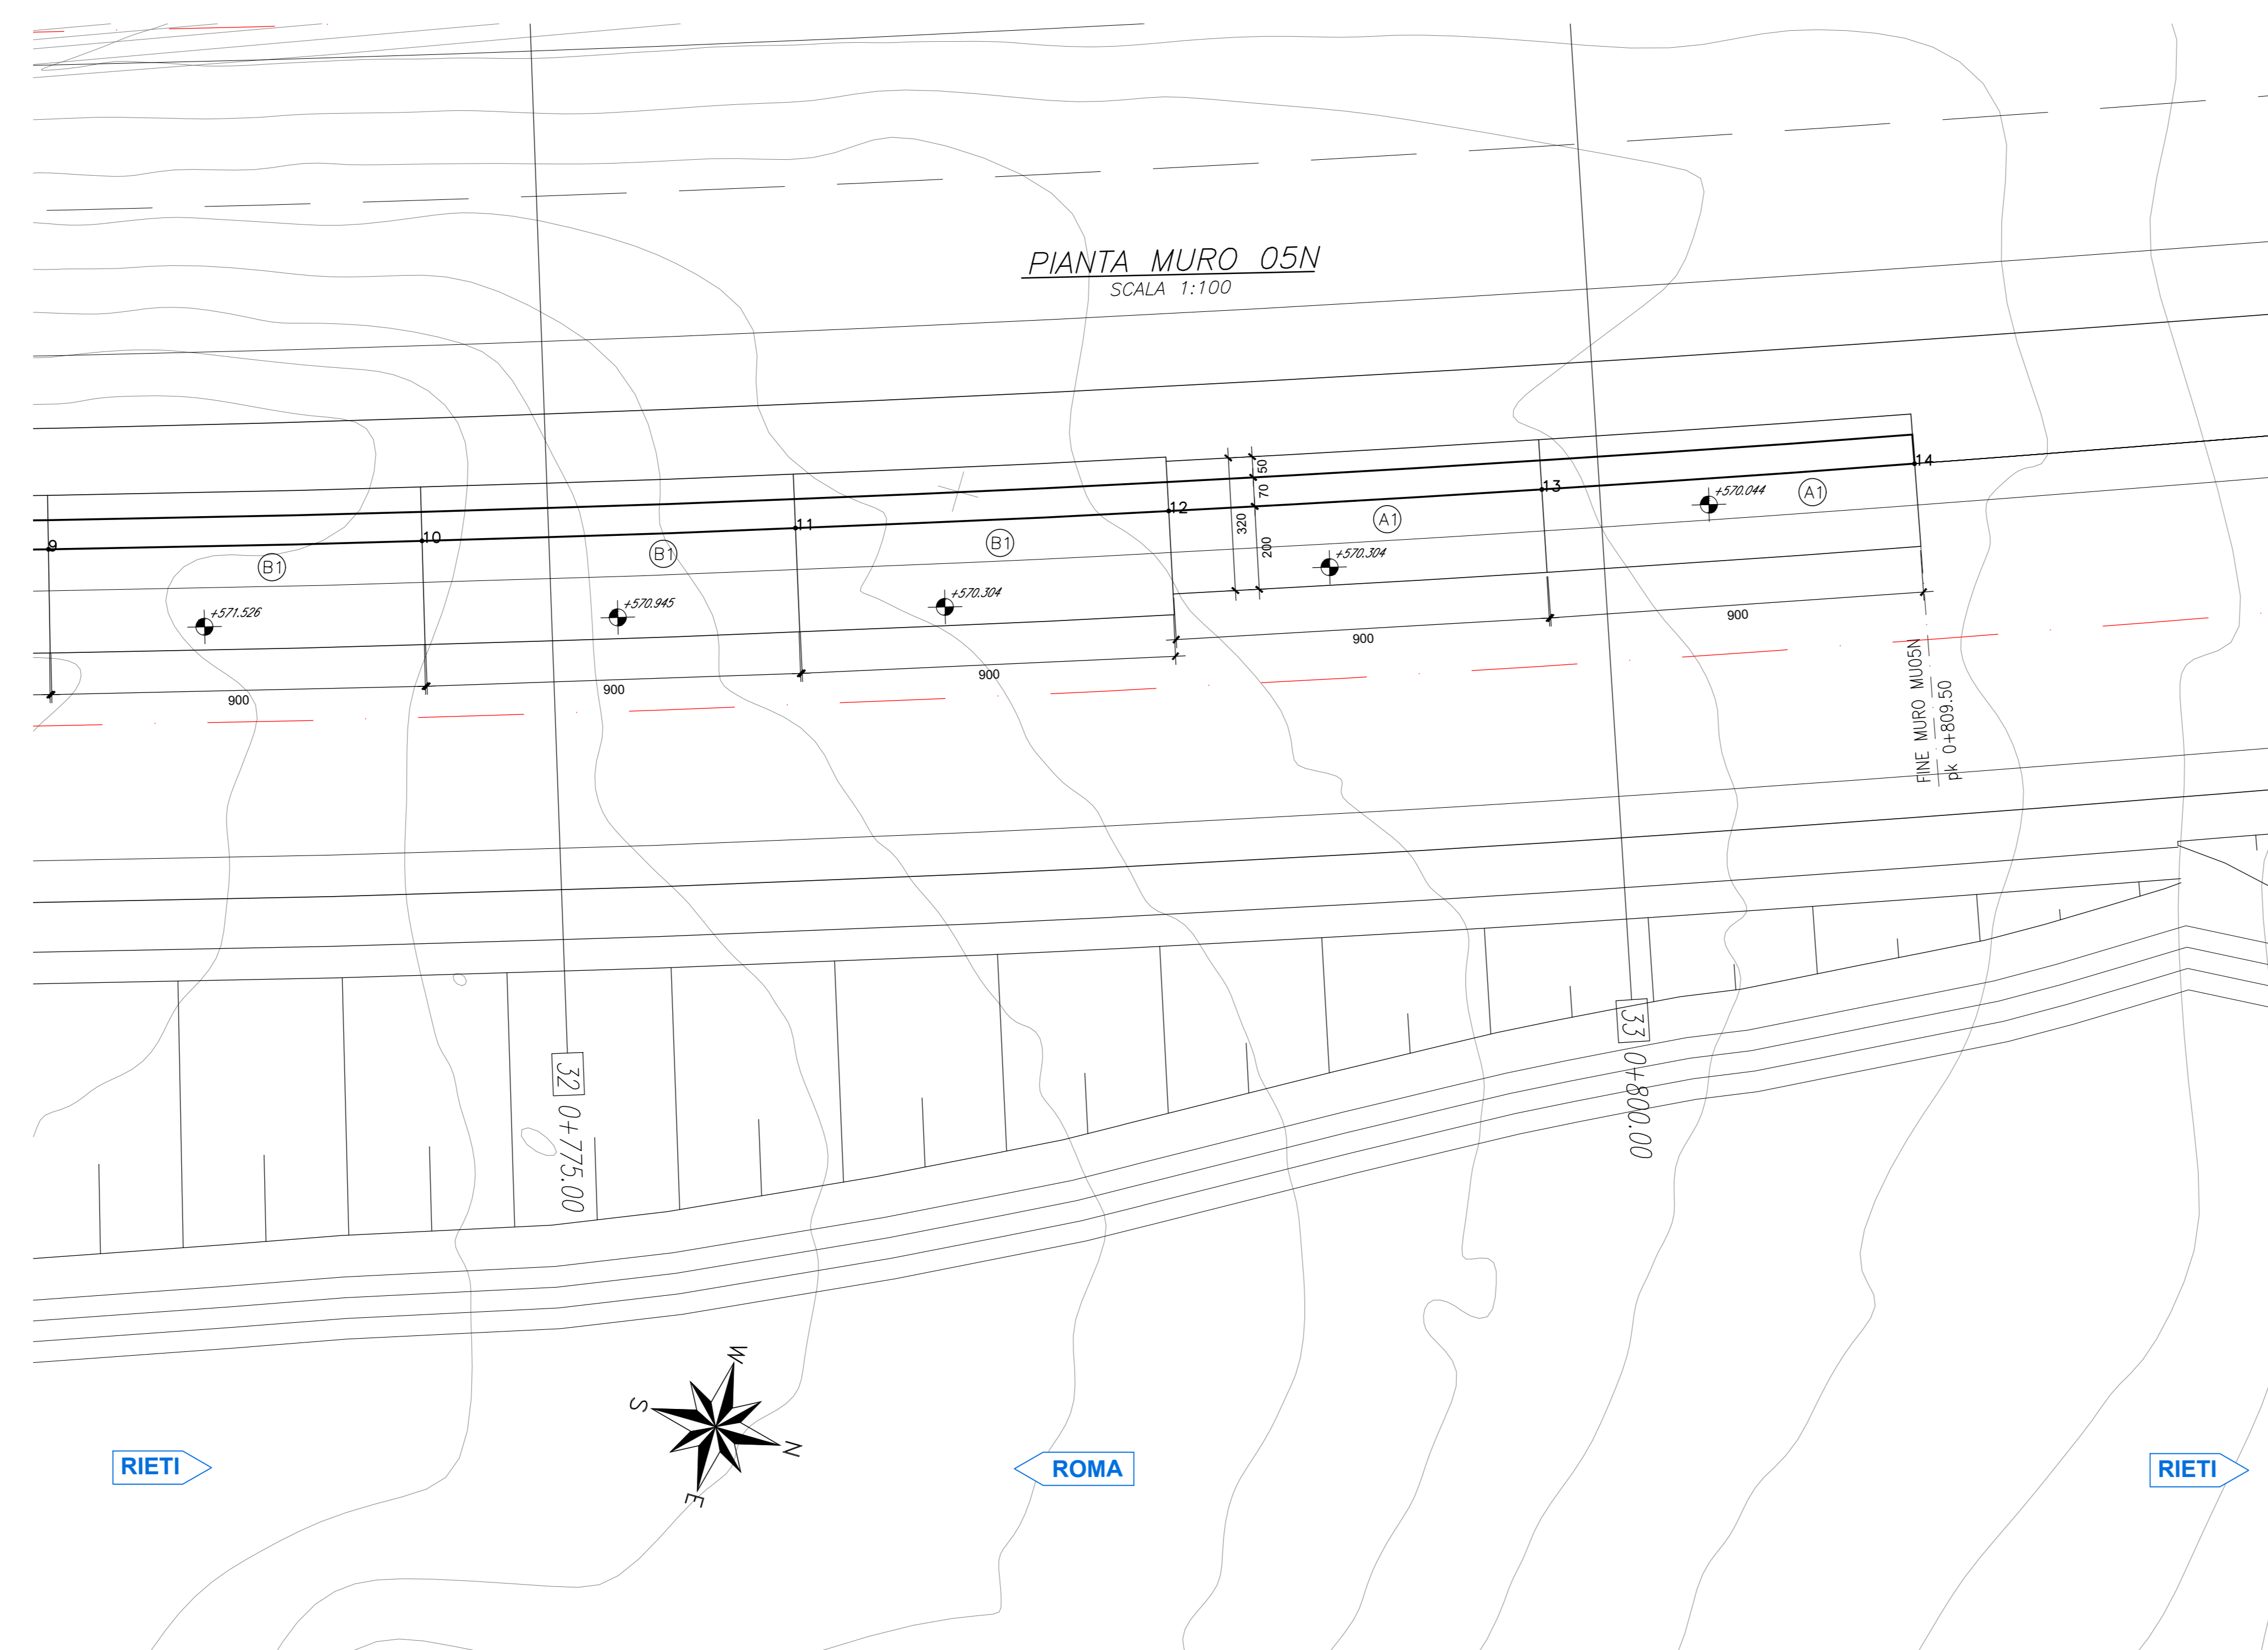 PIANTA MURO 05N
SCALA 1:100
50
70
320
200
14
13
12
11
10
9
A1
A1
B1
B1
B1
+570.044
+570.304
+570.304
+570.945
+571.526
900
900
900
900
900
FINE MURO MU05N
pk 0+809.50
32 0+775.00
33 0+800.00
W
S
N
E
RIETI
ROMA
RIETI